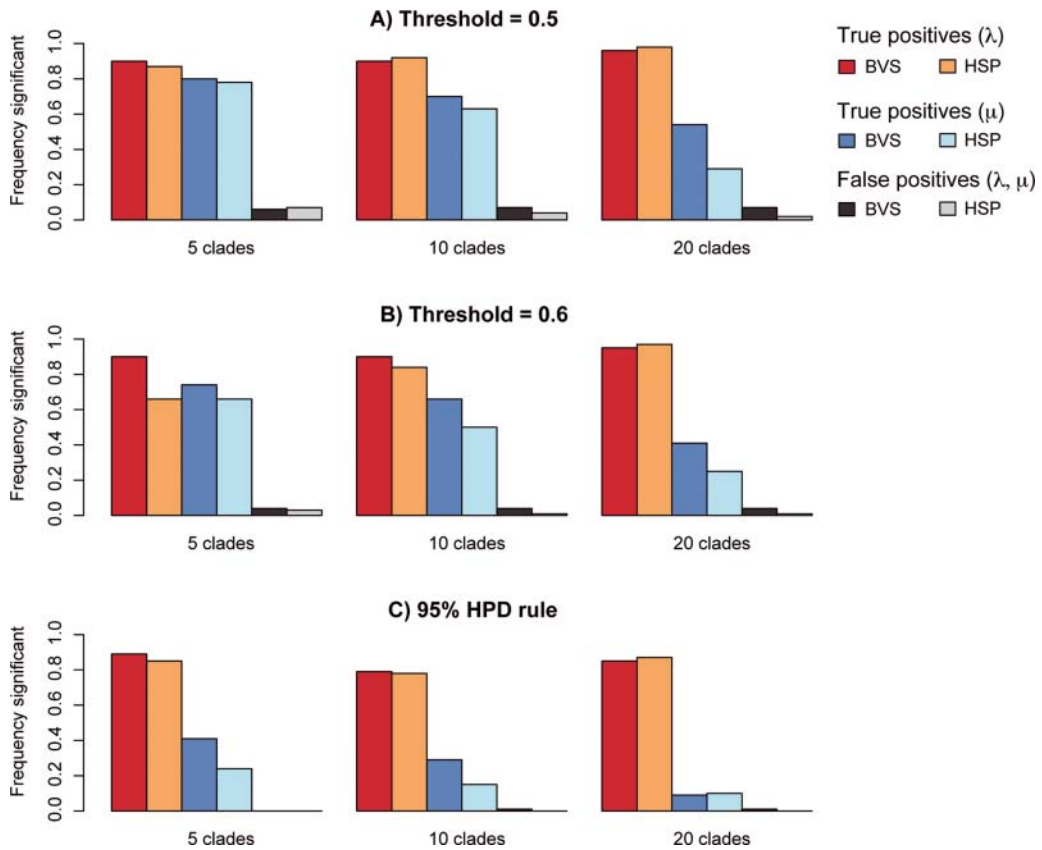 A) Threshold = 0.5
Frequency significant
0.0 0.2 0.4 0.6 0.8 1.0
5 clades 10 clades 20 clades
True positives (λ)
BVS HSP
True positives (μ)
BVS HSP
False positives (λ, μ)
BVS HSP
B) Threshold = 0.6
Frequency significant
0.0 0.2 0.4 0.6 0.8 1.0
5 clades 10 clades 20 clades
C) 95% HPD rule
Frequency significant
0.0 0.2 0.4 0.6 0.8 1.0
5 clades 10 clades 20 clades